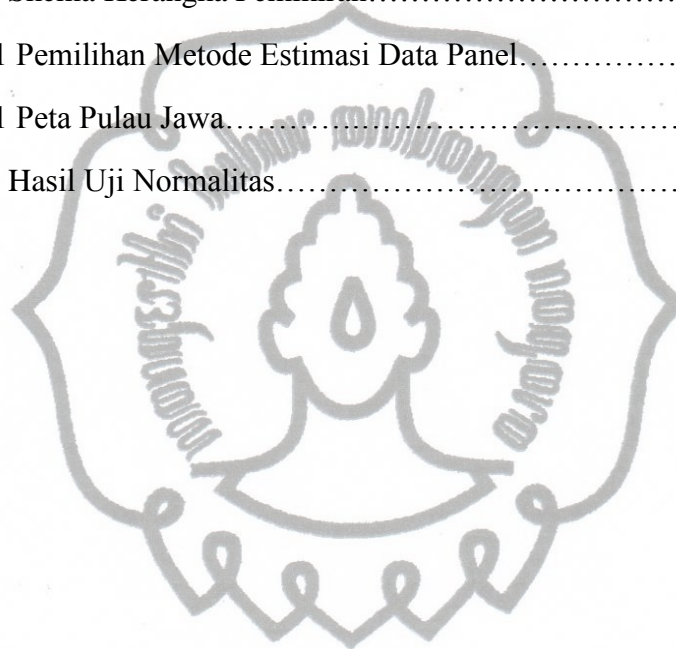 Skema Kerangka Pemikiran……………………………
1 Pemilihan Metode Estimasi Data Panel……………
1 Peta Pulau Jawa……………………………………………
Hasil Uji Normalitas………………………………………